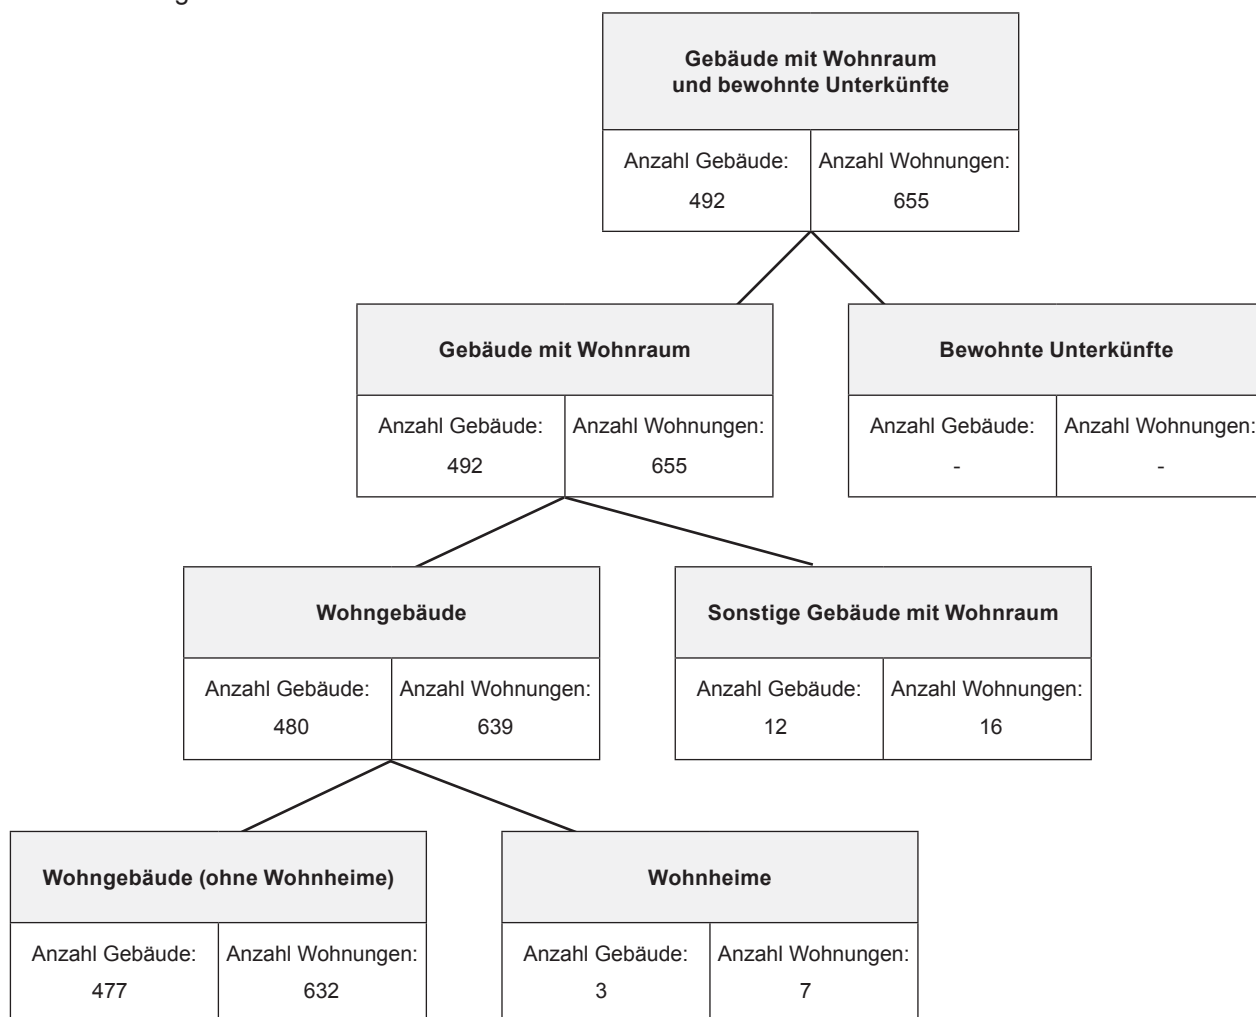 Gebäude mit Wohnraum
und bewohnte Unterkünfte
Anzahl Gebäude: Anzahl Wohnungen:
492 655
Gebäude mit Wohnraum
Bewohnte Unterkünfte
Anzahl Gebäude: Anzahl Wohnungen:
492 655
Anzahl Gebäude: Anzahl Wohnungen:
- -
Wohngebäude
Sonstige Gebäude mit Wohnraum
Anzahl Gebäude: Anzahl Wohnungen:
480 639
Anzahl Gebäude: Anzahl Wohnungen:
12 16
Wohngebäude (ohne Wohnheime)
Wohnheime
Anzahl Gebäude: Anzahl Wohnungen:
477 632
Anzahl Gebäude: Anzahl Wohnungen:
3 7